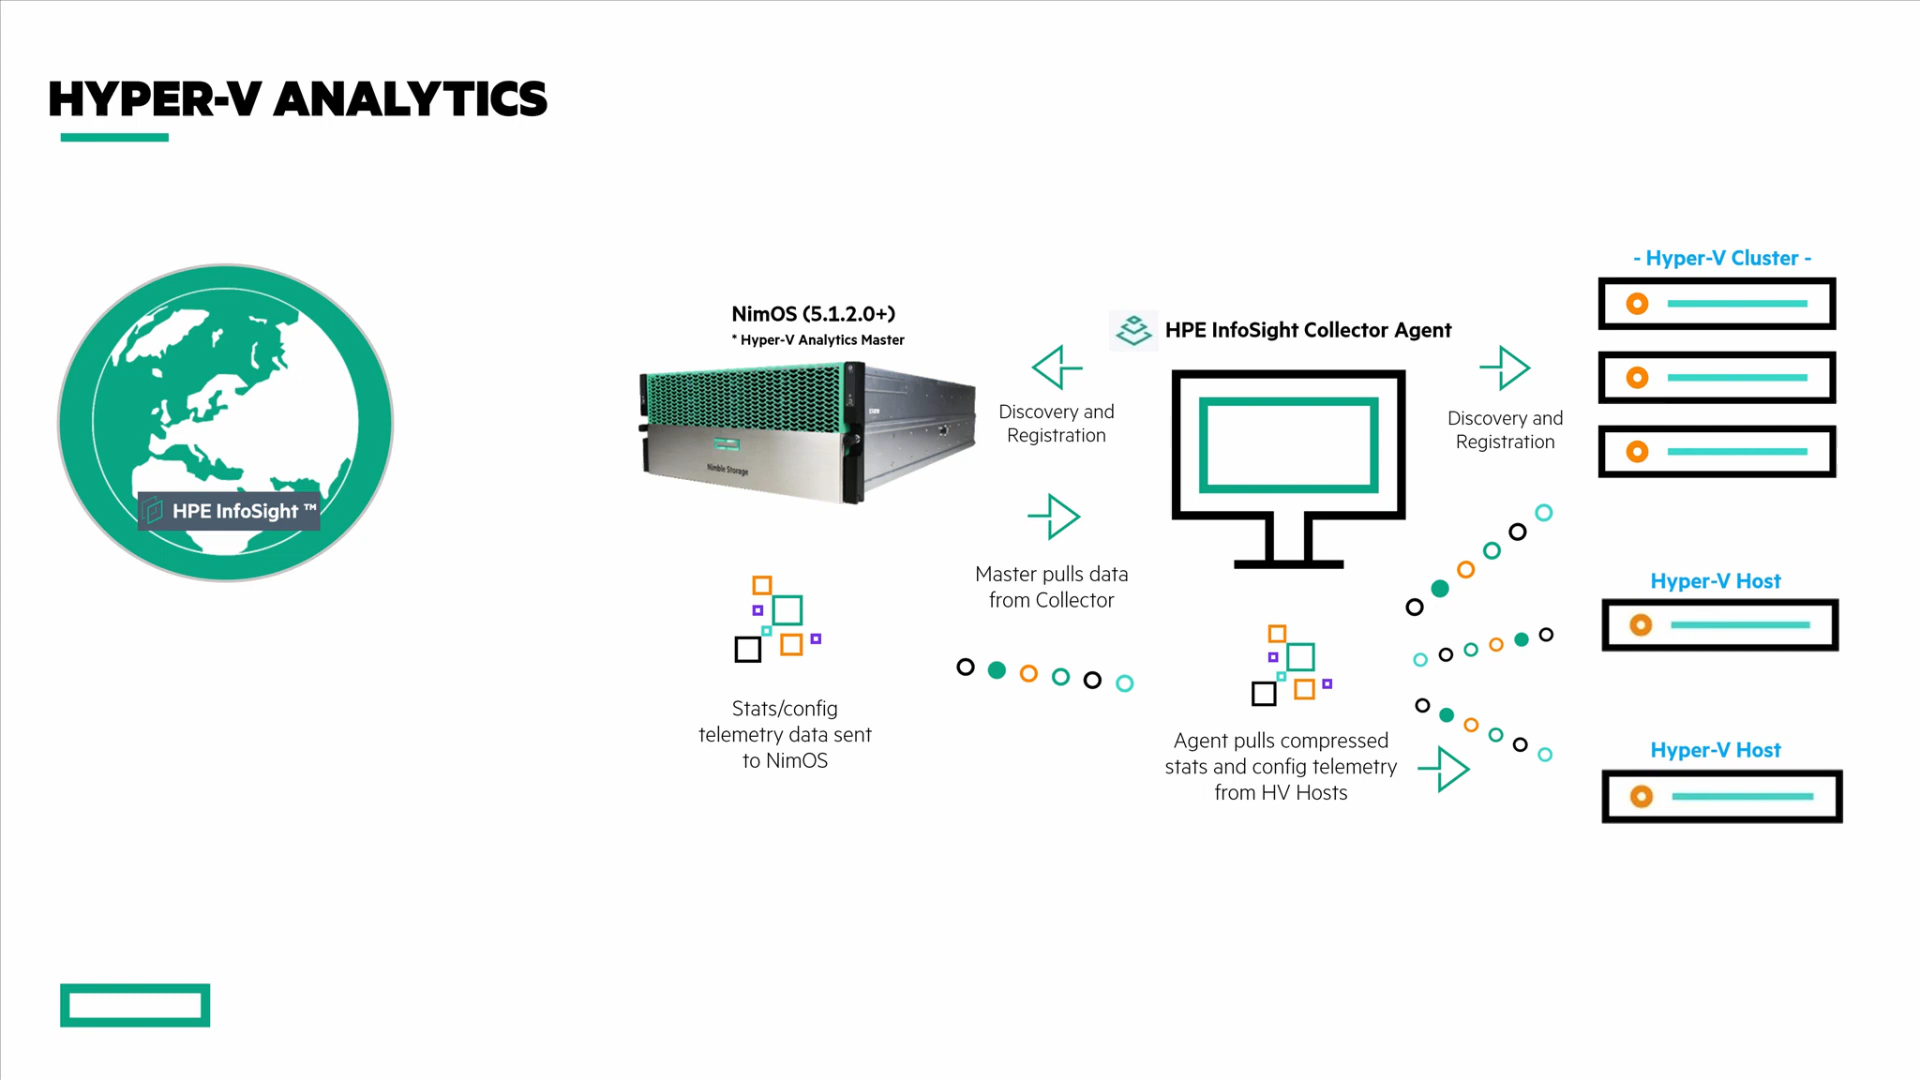 HYPER-V ANALYTICS
HPE InfoSight ™
NimOS (5.1.2.0+)
* Hyper-V Analytics Master
Nimble Storage
Stats/config
telemetry data sent
to NimOS
Discovery and
Registration
Master pulls data
from Collector
HPE InfoSight Collector Agent
Agent pulls compressed
stats and config telemetry
from HV Hosts
Discovery and
Registration
- Hyper-V Cluster -
Hyper-V Host
Hyper-V Host